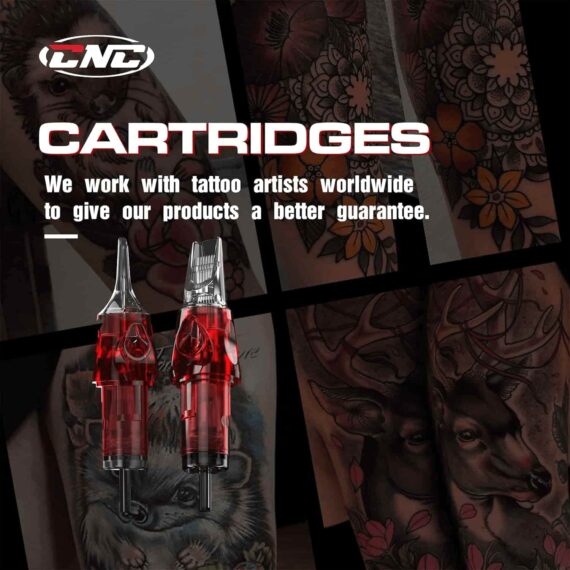 CNC
CARTRIDGES
We work with tattoo artists worldwide
to give our products a better guarantee.